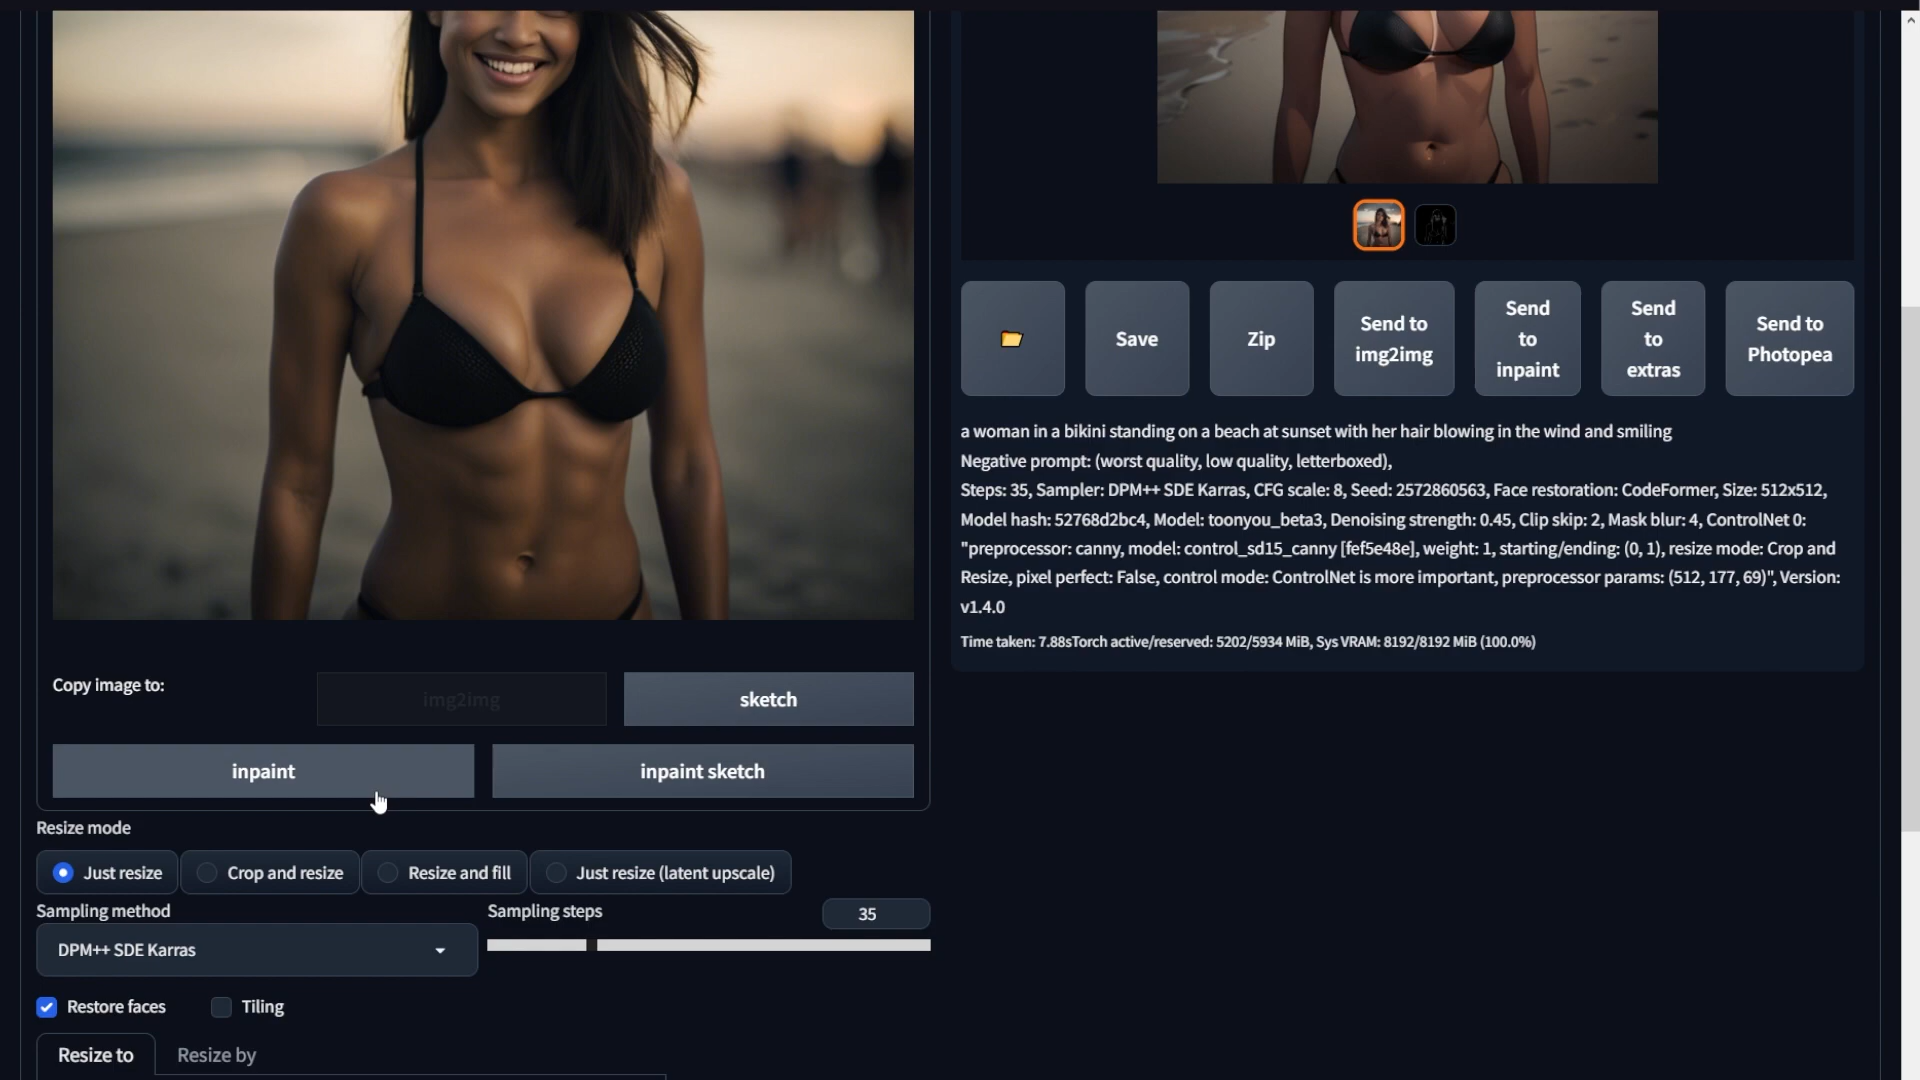 Save
Zip
Send to
img2img
Send
to
inpaint
Send
to
extras
Send to
Photopea
a woman in a bikini standing on a beach at sunset with her hair blowing in the wind and smiling
Negative prompt: (worst quality, low quality, letterboxed),
Steps: 35, Sampler: DPM++ SDE Karras, CFG scale: 8, Seed: 2572860563, Face restoration: CodeFormer, Size: 512x512,
Model hash: 52768d2bc4, Model: toonyou_beta3, Denoising strength: 0.45, Clip skip: 2, Mask blur: 4, ControlNet 0:
"preprocessor: canny, model: control_sd15_canny [fef5e48e], weight: 1, starting/ending: (0, 1), resize mode: Crop and
Resize, pixel perfect: False, control mode: ControlNet is more important, preprocessor params: (512, 177, 69)", Version:
v1.4.0
Time taken: 7.88sTorch active/reserved: 5202/5934 MiB, Sys VRAM: 8192/8192 MiB (100.0%)
Copy image to:
img2img
sketch
inpaint
inpaint sketch
Resize mode
Just resize
Crop and resize
Resize and fill
Just resize (latent upscale)
Sampling method
Sampling steps
35
DPM++ SDE Karras
Restore faces
Tiling
Resize to
Resize by